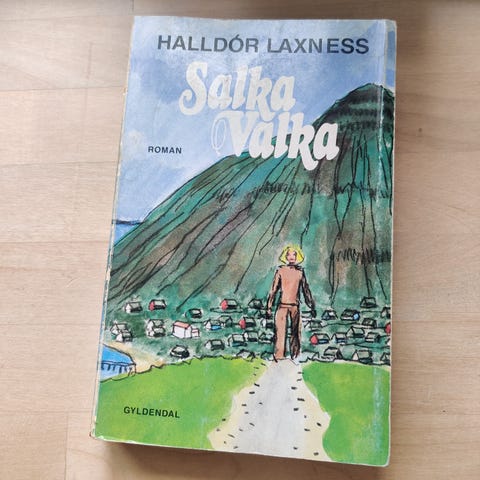 HALLDÓR LAXNESS
Salka
Valka
ROMAN
GYLDENDAL